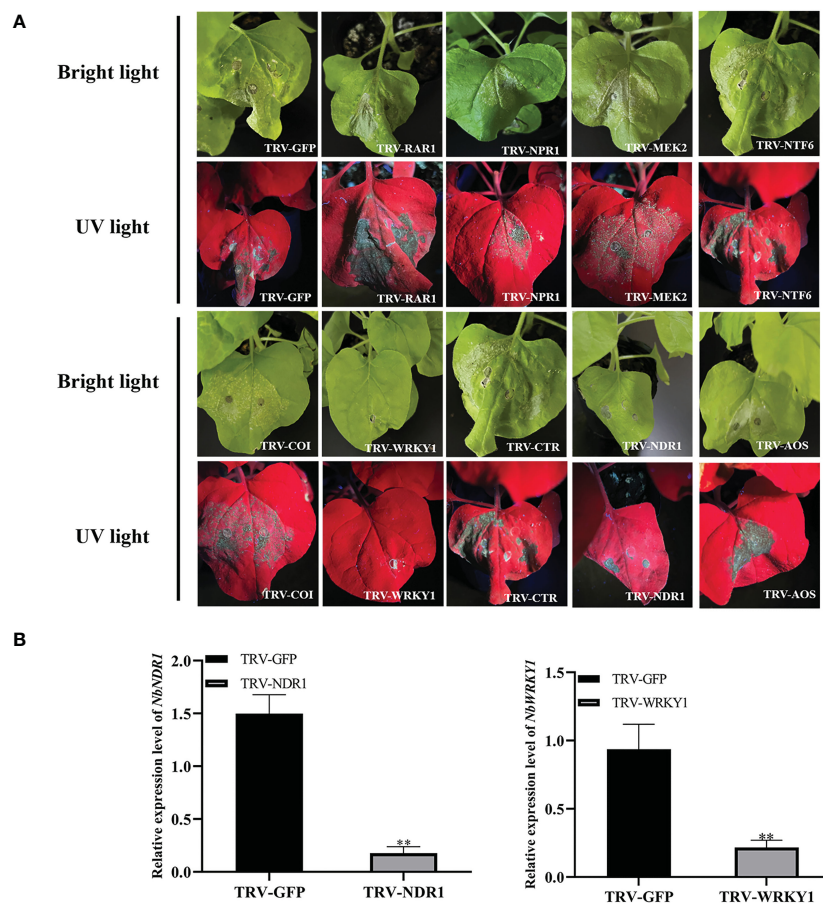 A
Bright light
TRV-GFP
TRV-RAR1
TRV-NPR1
TRV-MEK2
TRV-NTF6
UV light
TRV-GFP
TRV-RAR1
TRV-NPR1
TRV-MEK2
TRV-NTF6
Bright light
TRV-COI
TRV-WRKY1
TRV-CTR
TRV-NDR1
TRV-AOS
UV light
TRV-COI
TRV-WRKY1
TRV-CTR
TRV-NDR1
TRV-AOS
B
Relative expression level of NbNDR1
2.0
1.5
1.0
0.5
0.0
TRV-GFP
TRV-NDR1
**
TRV-GFP
TRV-NDR1
Relative expression level of NbWRKY1
1.5
1.0
0.5
0.0
TRV-GFP
TRV-WRKY1
**
TRV-GFP
TRV-WRKY1